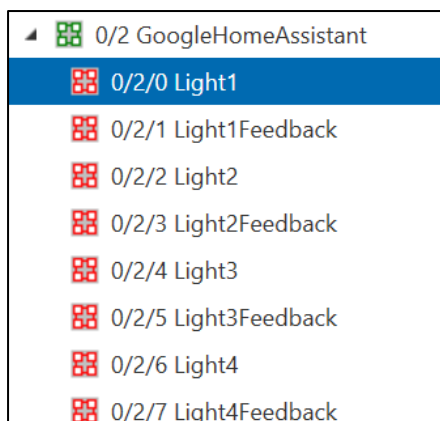 0/2 GoogleHomeAssistant
0/2/0 Light1
0/2/1 Light1Feedback
0/2/2 Light2
0/2/3 Light2Feedback
0/2/4 Light3
0/2/5 Light3Feedback
0/2/6 Light4
0/2/7 Light4Feedback